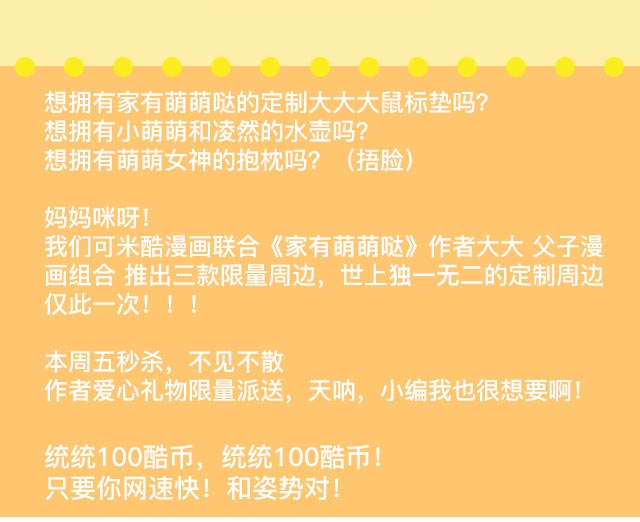 想拥有家有萌萌哒的定制大大大鼠标垫吗？
想拥有小萌萌和凌然的水壶吗？
想拥有萌萌女神的抱枕吗？（捂脸）
妈妈咪呀！
我们可米酷漫画联合《家有萌萌哒》作者大大 父子漫
画组合 推出三款限量周边，世上独一无二的定制周边
仅此一次！！！
本周五秒杀，不见不散
作者爱心礼物限量派送，天呐，小编我也很想要啊！
统统100酷币，统统100酷币！
只要你网速快！和姿势对！